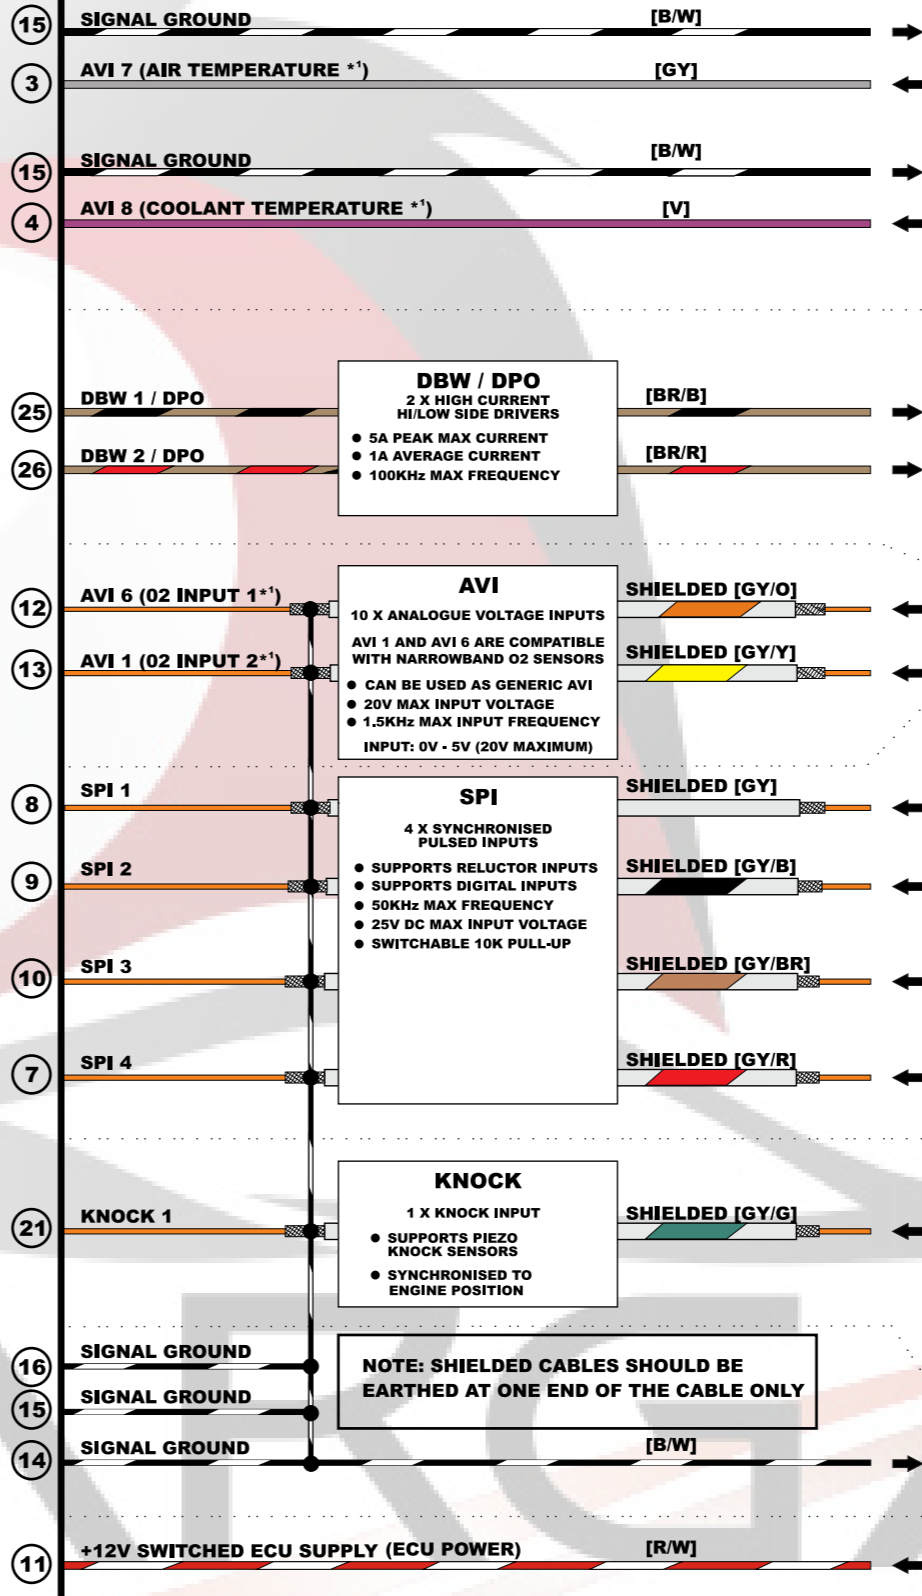 15 SIGNAL GROUND [B/W]
3 AVI 7 (AIR TEMPERATURE *¹) [GY]
15 SIGNAL GROUND [B/W]
4 AVI 8 (COOLANT TEMPERATURE *¹) [V]
DBW / DPO
2 X HIGH CURRENT
HI/LOW SIDE DRIVERS
● 5A PEAK MAX CURRENT
● 1A AVERAGE CURRENT
● 100KHz MAX FREQUENCY
25 DBW 1 / DPO [BR/B]
26 DBW 2 / DPO [BR/R]
12 AVI 6 (02 INPUT 1*¹) SHIELDED [GY/O]
13 AVI 1 (02 INPUT 2*¹) SHIELDED [GY/Y]
AVI
10 X ANALOGUE VOLTAGE INPUTS
AVI 1 AND AVI 6 ARE COMPATIBLE
WITH NARROWBAND O2 SENSORS
● CAN BE USED AS GENERIC AVI
● 20V MAX INPUT VOLTAGE
● 1.5KHz MAX INPUT FREQUENCY
INPUT: 0V - 5V (20V MAXIMUM)
8 SPI 1 SHIELDED [GY]
9 SPI 2 SHIELDED [GY/B]
10 SPI 3 SHIELDED [GY/BR]
7 SPI 4 SHIELDED [GY/R]
SPI
4 X SYNCHRONISED
PULSED INPUTS
● SUPPORTS RELUCTOR INPUTS
● SUPPORTS DIGITAL INPUTS
● 50KHz MAX FREQUENCY
● 25V DC MAX INPUT VOLTAGE
● SWITCHABLE 10K PULL-UP
21 KNOCK 1 SHIELDED [GY/G]
KNOCK
1 X KNOCK INPUT
● SUPPORTS PIEZO
KNOCK SENSORS
● SYNCHRONISED TO
ENGINE POSITION
16 SIGNAL GROUND
15 SIGNAL GROUND
14 SIGNAL GROUND [B/W]
NOTE: SHIELDED CABLES SHOULD BE
EARTHED AT ONE END OF THE CABLE ONLY
11 +12V SWITCHED ECU SUPPLY (ECU POWER) [R/W]